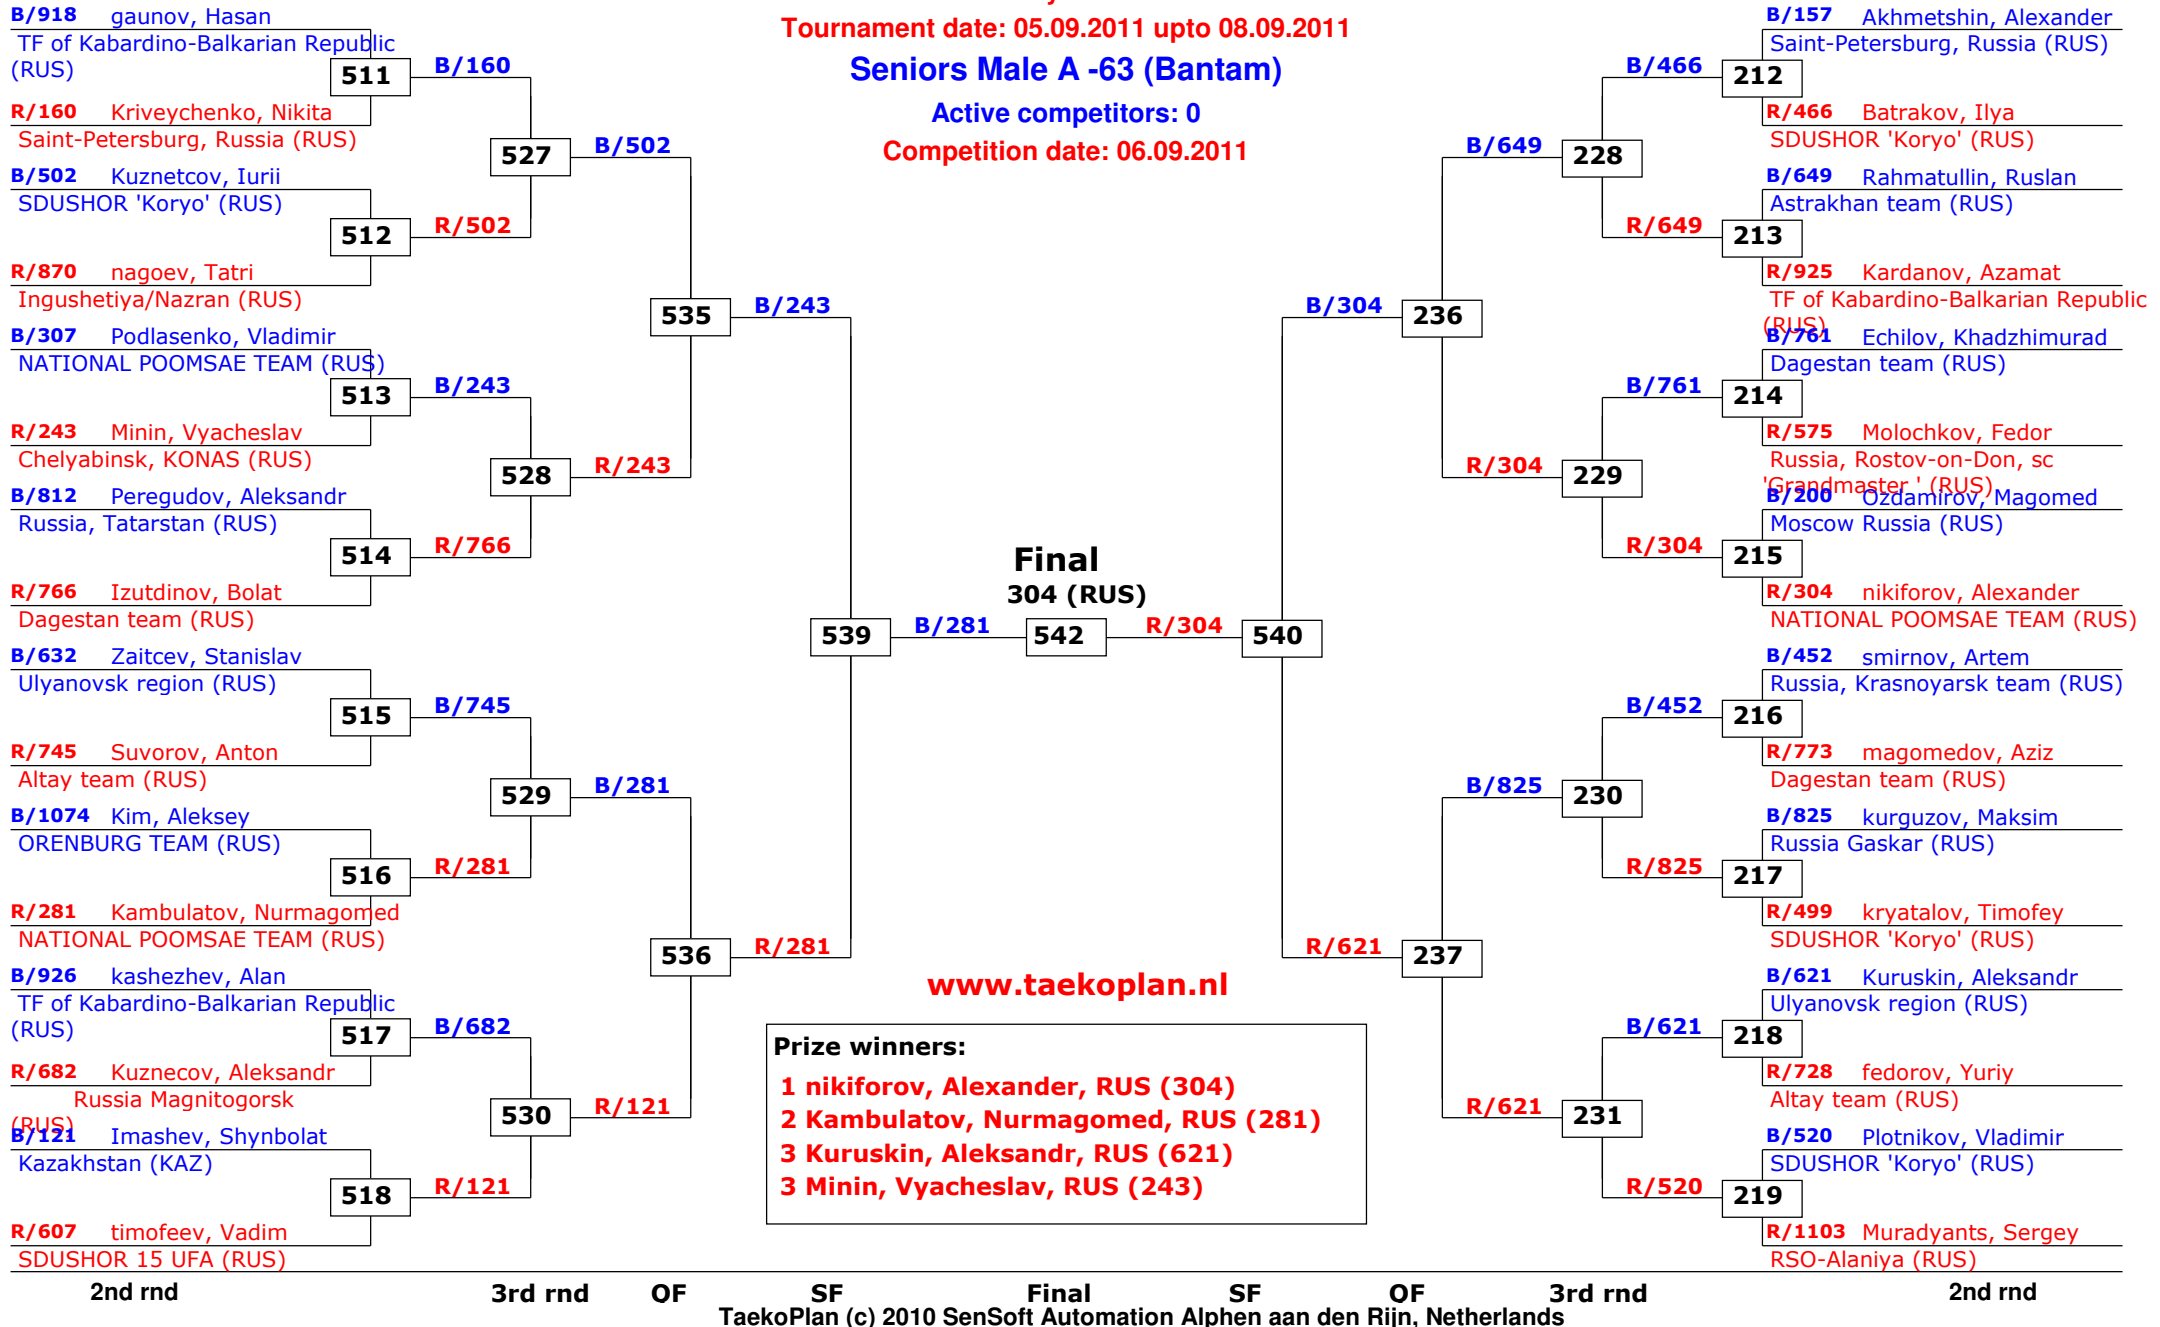 B/918 gaunov, Hasan
TF of Kabardino-Balkarian Republic
(RUS)
511
R/160 Kriveychenko, Nikita
Saint-Petersburg, Russia (RUS)
B/502 Kuznetcov, Iurii
SDUSHOR 'Koryo' (RUS)
512
R/870 nagoev, Tatri
Ingushetiya/Nazran (RUS)
B/307 Podlasenko, Vladimir
NATIONAL POOMSAE TEAM (RUS)
513
R/243 Minin, Vyacheslav
Chelyabinsk, KONAS (RUS)
B/812 Peregudov, Aleksandr
Russia, Tatarstan (RUS)
514
R/766 Izutdinov, Bolat
Dagestan team (RUS)
B/632 Zaitcev, Stanislav
Ulyanovsk region (RUS)
515
R/745 Suvorov, Anton
Altay team (RUS)
B/1074 Kim, Aleksey
ORENBURG TEAM (RUS)
516
R/281 Kambulatov, Nurmagomed
NATIONAL POOMSAE TEAM (RUS)
B/926 kashezhev, Alan
TF of Kabardino-Balkarian Republic
(RUS)
517
R/682 Kuznecov, Aleksandr
Russia Magnitogorsk
(RUS)
B/121 Imashev, Shynbolat
Kazakhstan (KAZ)
518
R/607 timofeev, Vadim
SDUSHOR 15 UFA (RUS)
B/160
527
R/502
B/243
528
R/766
B/745
529
R/281
B/682
530
R/121
B/502
535
R/243
B/281
536
R/121
B/243
539
R/281
Tournament date: 05.09.2011 upto 08.09.2011
Seniors Male A -63 (Bantam)
Active competitors: 0
Competition date: 06.09.2011
Final
304 (RUS)
B/281
542
R/304
www.taekoplan.nl
Prize winners:
1 nikiforov, Alexander, RUS (304)
2 Kambulatov, Nurmagomed, RUS (281)
3 Kuruskin, Aleksandr, RUS (621)
3 Minin, Vyacheslav, RUS (243)
B/304
540
R/621
B/649
236
R/304
B/825
237
R/621
B/466
228
R/649
B/761
229
R/304
B/452
230
R/825
B/621
231
R/520
B/157 Akhmetshin, Alexander
Saint-Petersburg, Russia (RUS)
212
R/466 Batrakov, Ilya
SDUSHOR 'Koryo' (RUS)
B/649 Rahmatullin, Ruslan
Astrakhan team (RUS)
213
R/925 Kardanov, Azamat
TF of Kabardino-Balkarian Republic
(RUS)
B/761 Echilov, Khadzhimurad
Dagestan team (RUS)
214
R/575 Molochkov, Fedor
Russia, Rostov-on-Don, sc
'Grandmaster ' (RUS)
B/200 Ozdamirov, Magomed
Moscow Russia (RUS)
215
R/304 nikiforov, Alexander
NATIONAL POOMSAE TEAM (RUS)
B/452 smirnov, Artem
Russia, Krasnoyarsk team (RUS)
216
R/773 magomedov, Aziz
Dagestan team (RUS)
B/825 kurguzov, Maksim
Russia Gaskar (RUS)
217
R/499 kryatalov, Timofey
SDUSHOR 'Koryo' (RUS)
B/621 Kuruskin, Aleksandr
Ulyanovsk region (RUS)
218
R/728 fedorov, Yuriy
Altay team (RUS)
B/520 Plotnikov, Vladimir
SDUSHOR 'Koryo' (RUS)
219
R/1103 Muradyants, Sergey
RSO-Alaniya (RUS)
2nd rnd 3rd rnd QF SF Final SF QF 3rd rnd 2nd rnd
TaekoPlan (c) 2010 SenSoft Automation Alphen aan den Rijn, Netherlands